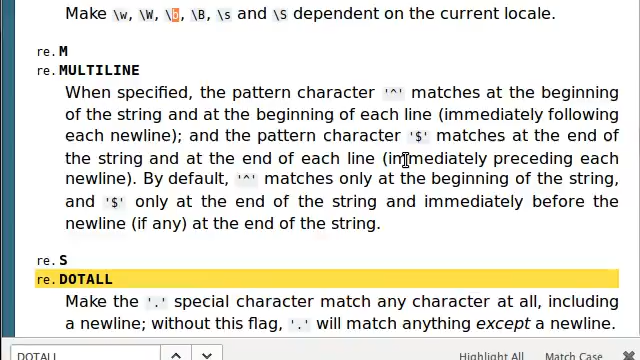 Make \w, \W, \b, \B, \s and \S dependent on the current locale.
re.M
re.MULTILINE
When specified, the pattern character '^' matches at the beginning
of the string and at the beginning of each line (immediately following
each newline); and the pattern character '$' matches at the end of
the string and at the end of each line (immediately preceding each
newline). By default, '^' matches only at the beginning of the string,
and '$' only at the end of the string and immediately before the
newline (if any) at the end of the string.
re.S
re.DOTALL
Make the '.' special character match any character at all, including
a newline; without this flag, '.' will match anything except a newline.
DOTALL Highlight All Match Case